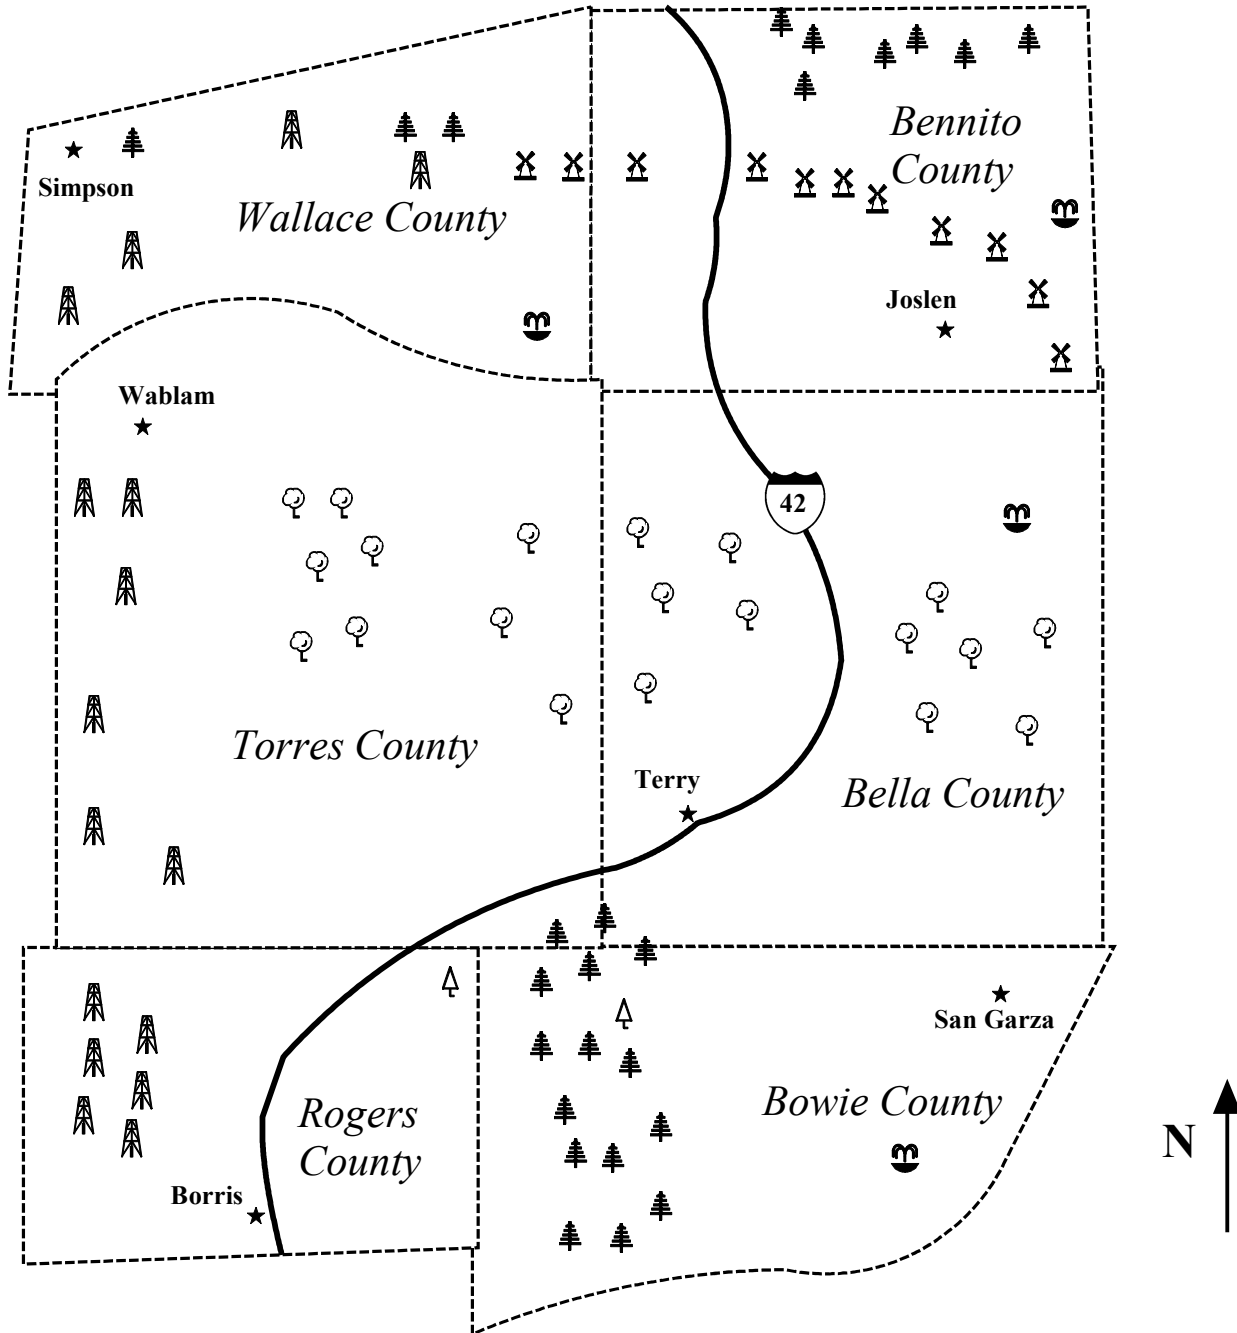 Bennito
County
Simpson
Wallace County
Joslen
Wablam
42
Torres County
Terry
Bella County
San Garza
Bowie County
Rogers
County
N
Borris